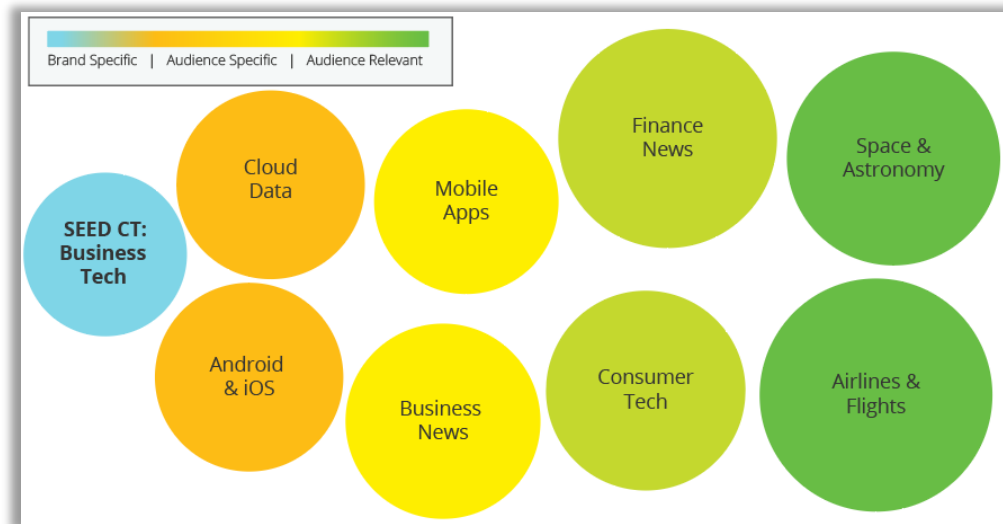 Brand Specific | Audience Specific | Audience Relevant
SEED CT:
Business
Tech
Cloud
Data
Android
& iOS
Mobile
Apps
Business
News
Finance
News
Consumer
Tech
Space &
Astronomy
Airlines &
Flights